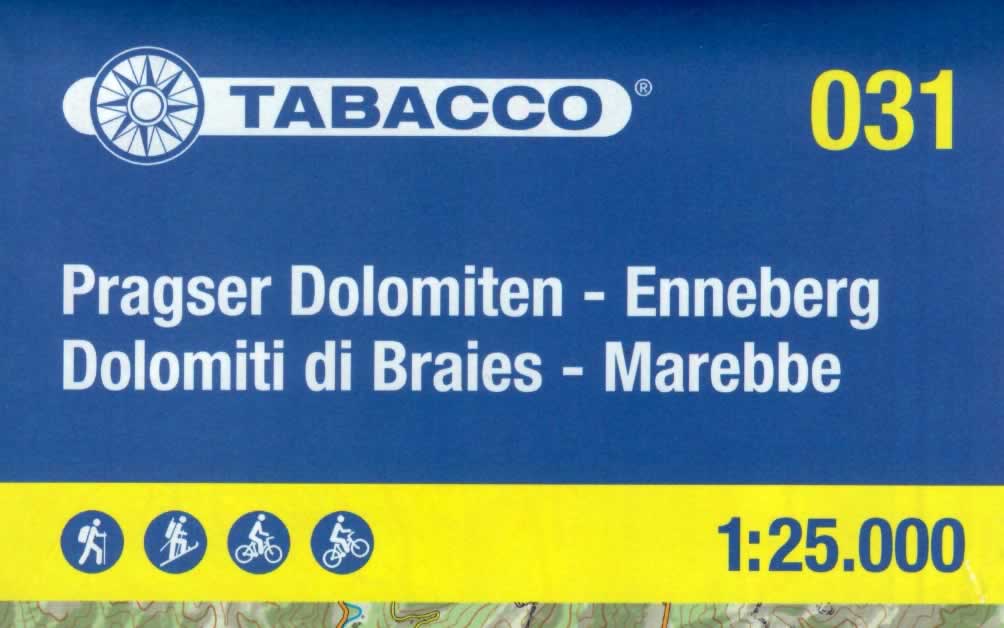 TABACCO®
031
Pragser Dolomiten - Enneberg
Dolomiti di Braies - Marebbe
1:25.000